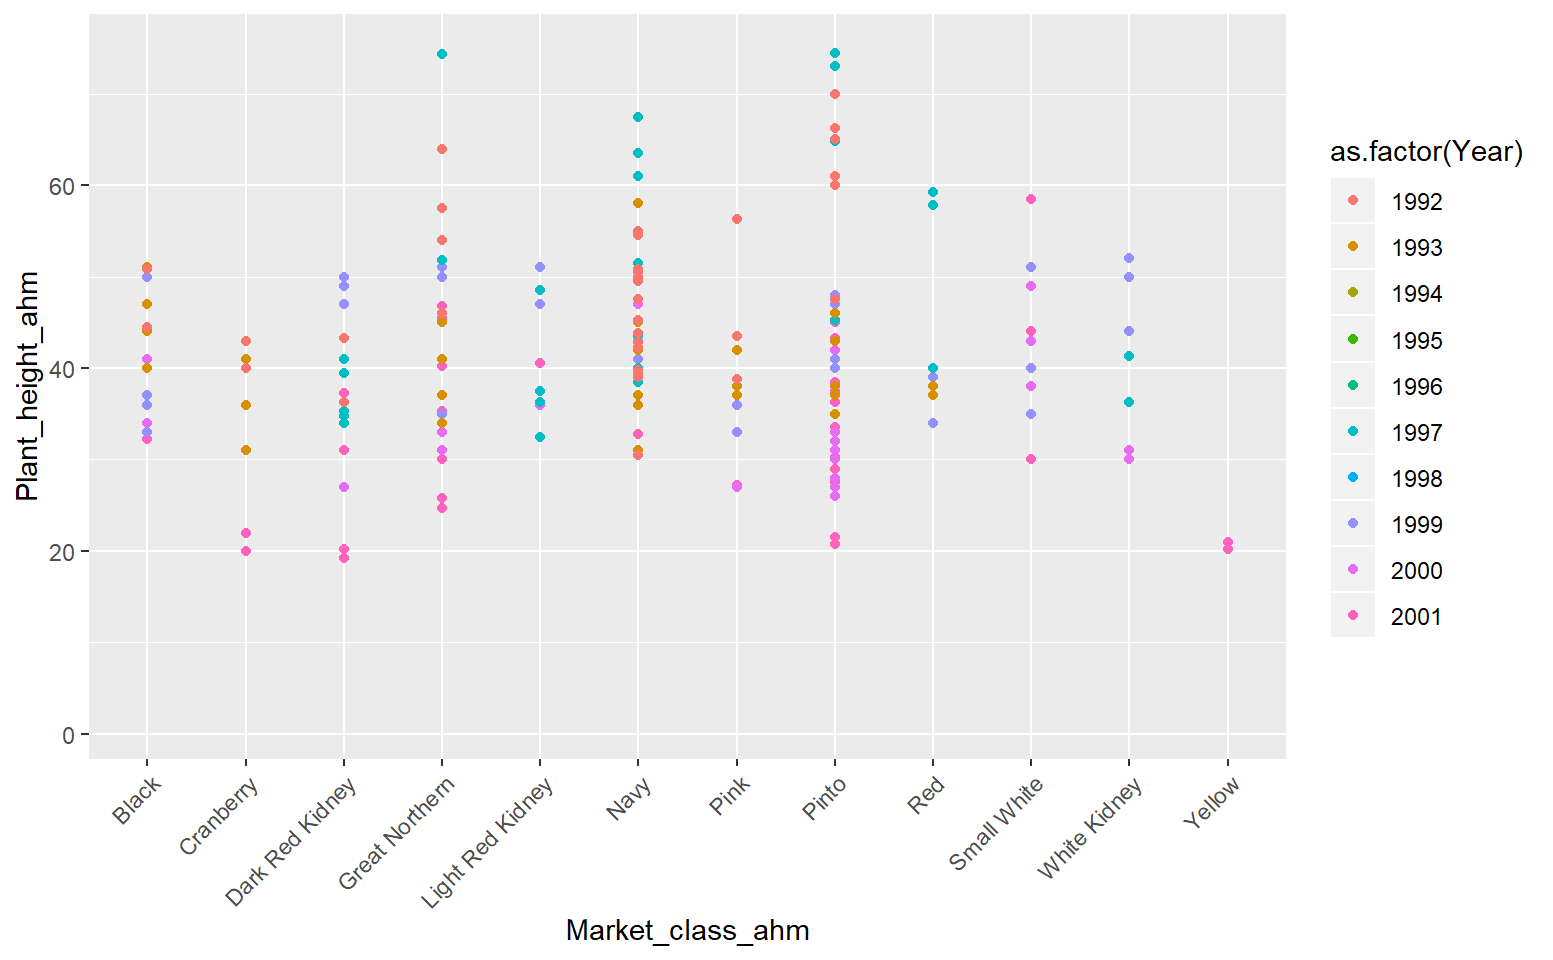 Plant_height_ahm
60
40
20
0
Black
Cranberry
Dark Red Kidney
Great Northern
Light Red Kidney
Navy
Pink
Pinto
Red
Small White
White Kidney
Yellow
Market_class_ahm
as.factor(Year)
1992
1993
1994
1995
1996
1997
1998
1999
2000
2001